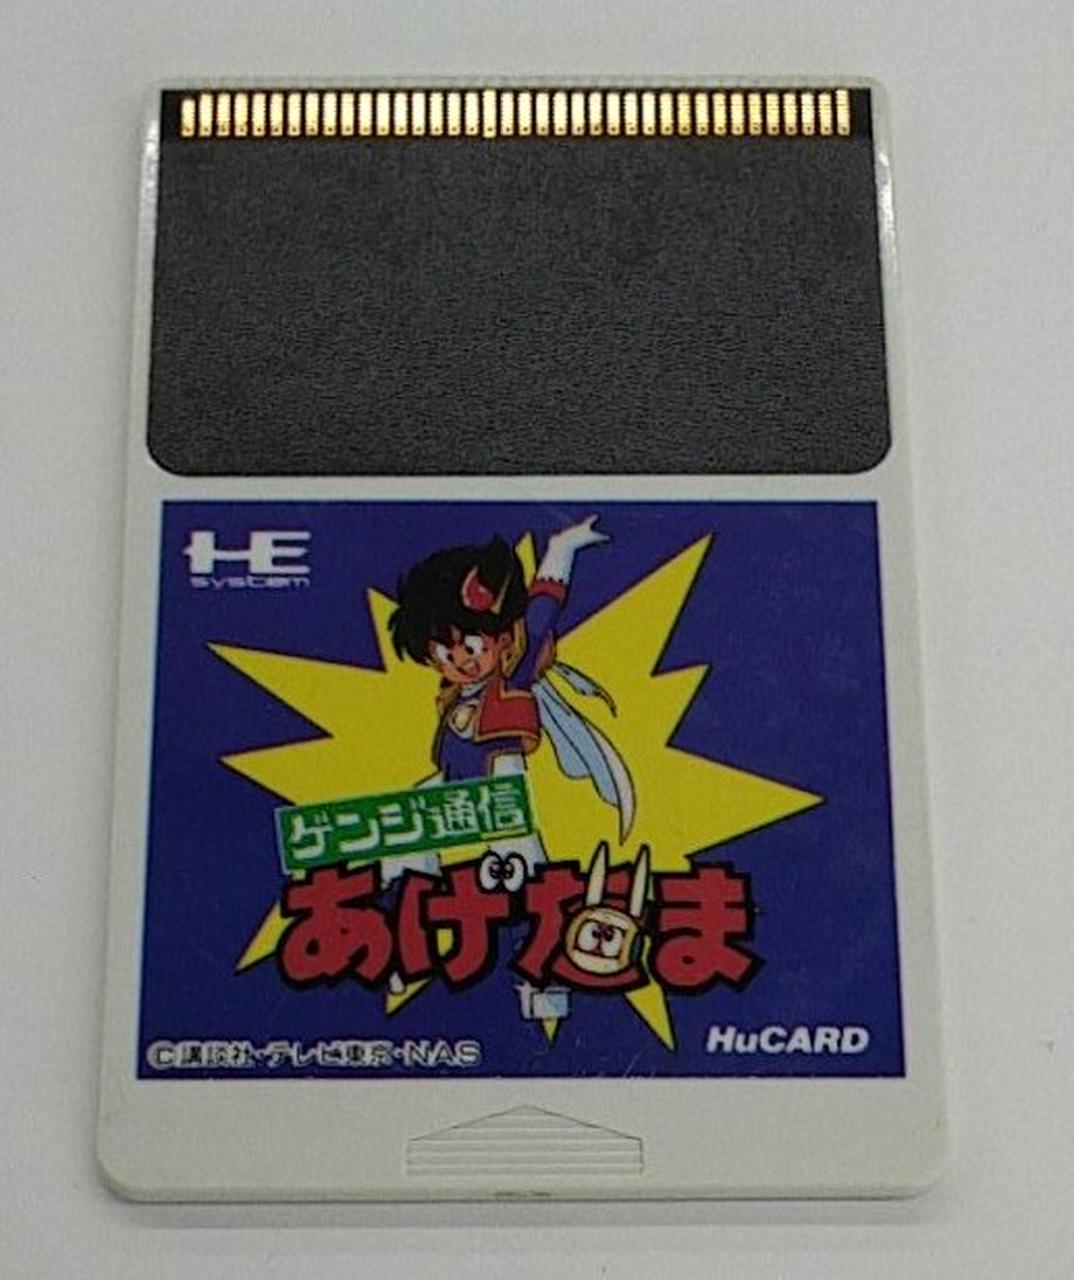 HE
system
ゲンジ通信
あげだま
HuCARD
©講談社・テレビ東京・NAS